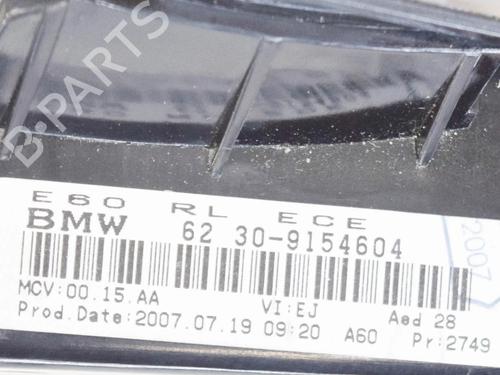 B-PARTS
E60 RL ECE
BMW 62 30-9154604
2007
MCV:00.15.AA VI:EJ Aed 28
Prod.Date:2007.07.19 09:20 A60 Pr:2749